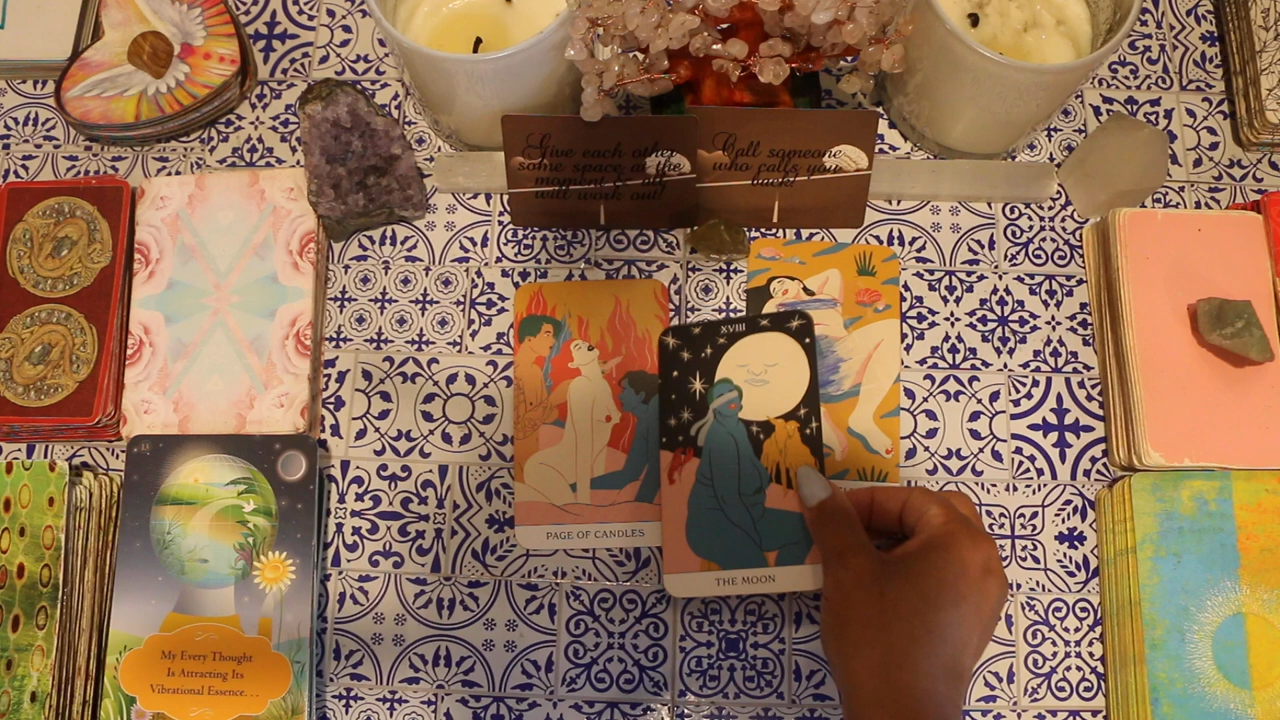 Give each other
some space at the
moment
will work out!
Call someone
who calls you
back!
XVIII
PAGE OF CANDLES
THE MOON
My Every Thought
Is Attracting Its
Vibrational Essence. . .